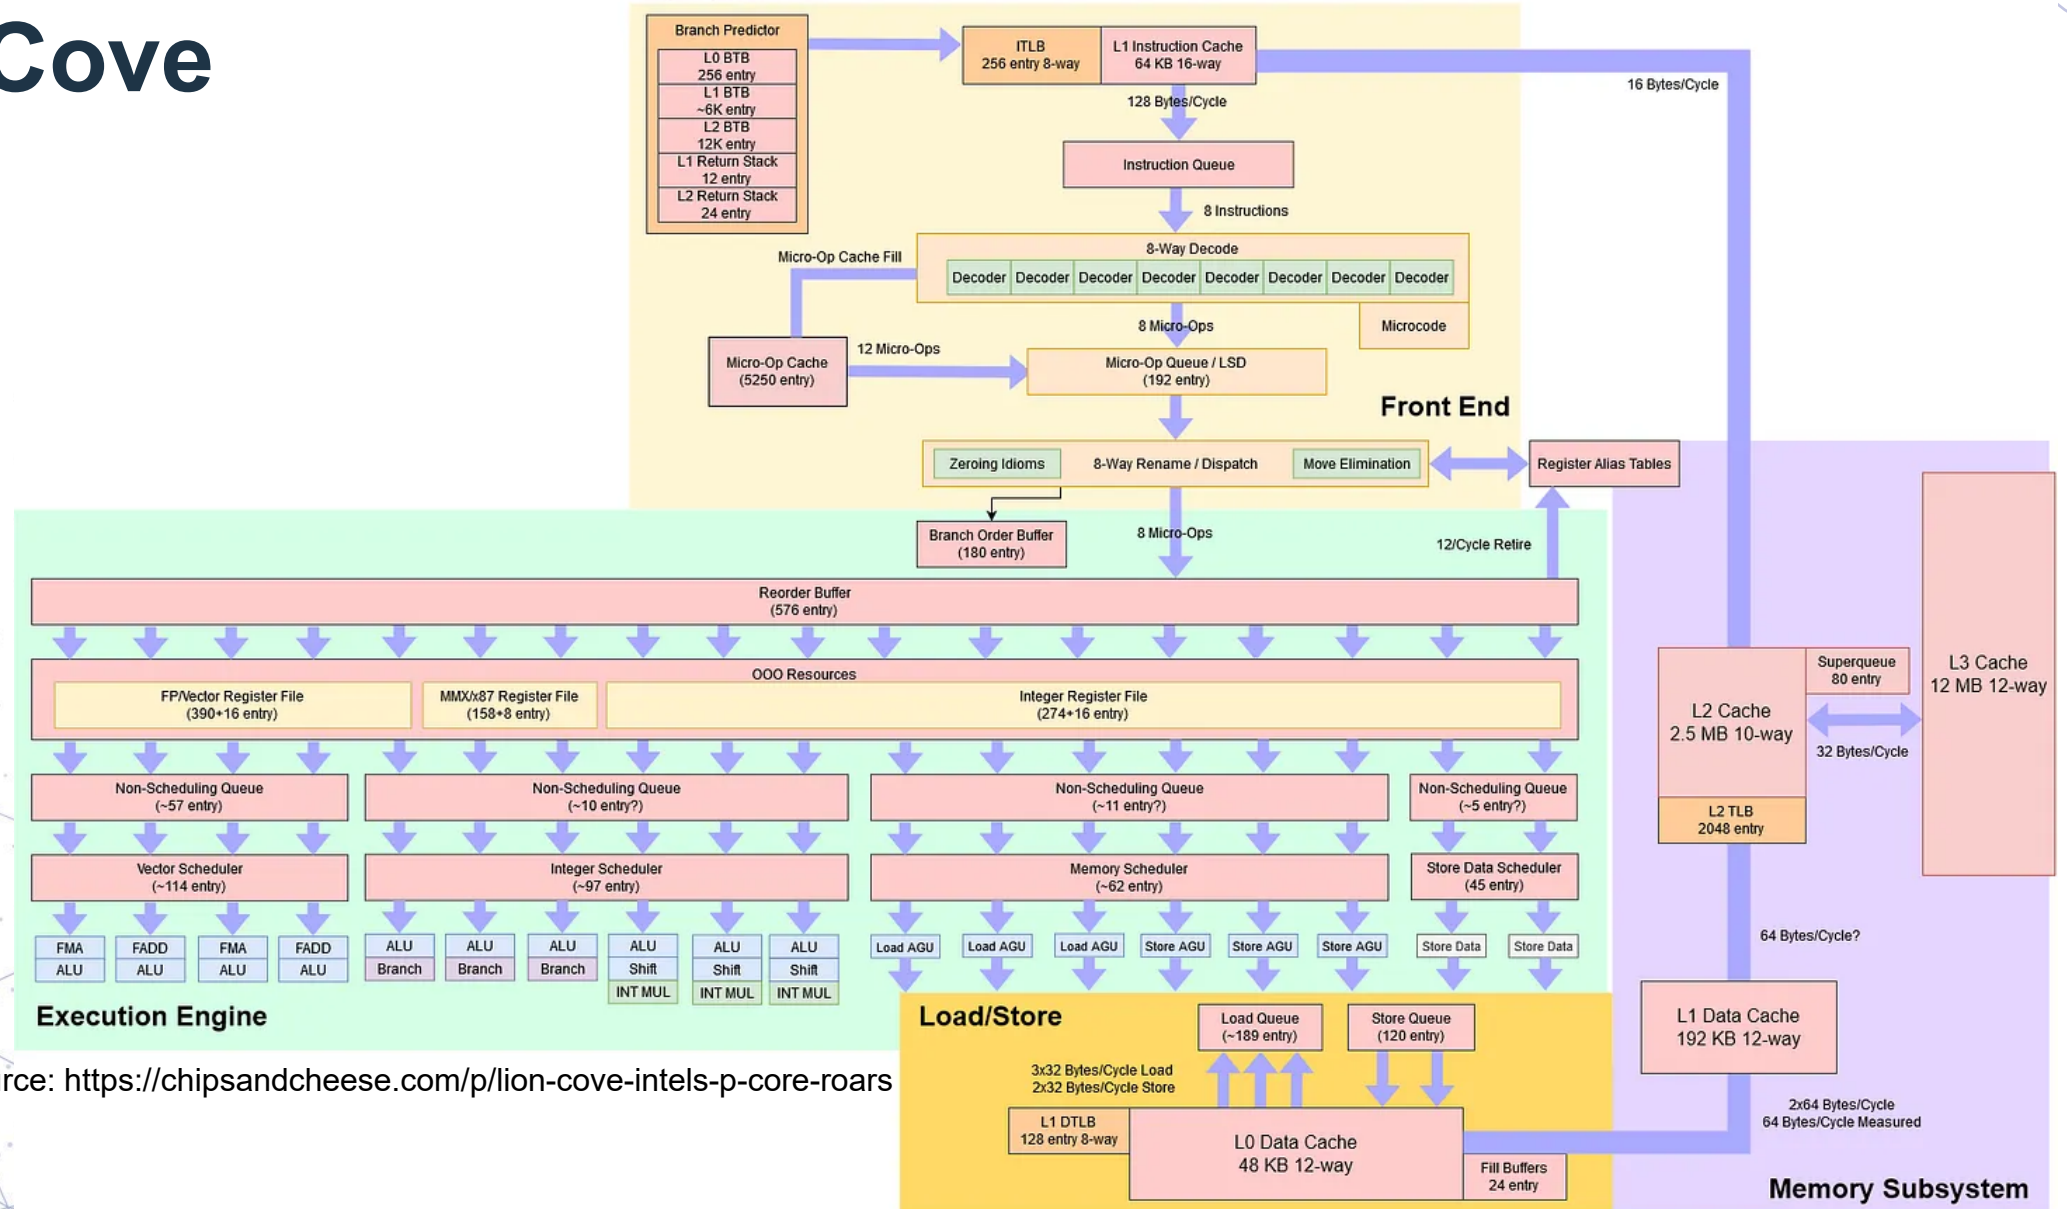 Cove
Branch Predictor
L0 BTB
256 entry
L1 BTB
~6K entry
L2 BTB
12K entry
L1 Return Stack
12 entry
L2 Return Stack
24 entry
ITLB
256 entry 8-way
L1 Instruction Cache
64 KB 16-way
16 Bytes/Cycle
128 Bytes/Cycle
Instruction Queue
8 Instructions
8-Way Decode
Decoder
Decoder
Decoder
Decoder
Decoder
Decoder
Decoder
Decoder
Micro-Op Cache Fill
8 Micro-Ops
Microcode
Micro-Op Cache
(5250 entry)
12 Micro-Ops
Micro-Op Queue / LSD
(192 entry)
Front End
Zeroing Idioms
8-Way Rename / Dispatch
Move Elimination
Register Alias Tables
Branch Order Buffer
(180 entry)
8 Micro-Ops
12/Cycle Retire
Reorder Buffer
(576 entry)
OOO Resources
FP/Vector Register File
(390+16 entry)
MMX/x87 Register File
(158+8 entry)
Integer Register File
(274+16 entry)
Non-Scheduling Queue
(~57 entry)
Non-Scheduling Queue
(~10 entry?)
Non-Scheduling Queue
(~11 entry?)
Non-Scheduling Queue
(~5 entry?)
Vector Scheduler
(~114 entry)
Integer Scheduler
(~97 entry)
Memory Scheduler
(~62 entry)
Store Data Scheduler
(45 entry)
FMA
ALU
FADD
ALU
FMA
ALU
FADD
ALU
ALU
Branch
ALU
Branch
ALU
Branch
ALU
Shift
INT MUL
ALU
Shift
INT MUL
ALU
Shift
INT MUL
Load AGU
Load AGU
Load AGU
Store AGU
Store AGU
Store AGU
Store Data
Store Data
Execution Engine
Load/Store
Load Queue
(~189 entry)
Store Queue
(120 entry)
3x32 Bytes/Cycle Load
2x32 Bytes/Cycle Store
L1 DTLB
128 entry 8-way
L0 Data Cache
48 KB 12-way
Fill Buffers
24 entry
L2 Cache
2.5 MB 10-way
Superqueue
80 entry
L3 Cache
12 MB 12-way
32 Bytes/Cycle
L2 TLB
2048 entry
64 Bytes/Cycle?
L1 Data Cache
192 KB 12-way
2x64 Bytes/Cycle
64 Bytes/Cycle Measured
Memory Subsystem
rce: https://chipsandcheese.com/p/lion-cove-intels-p-core-roars